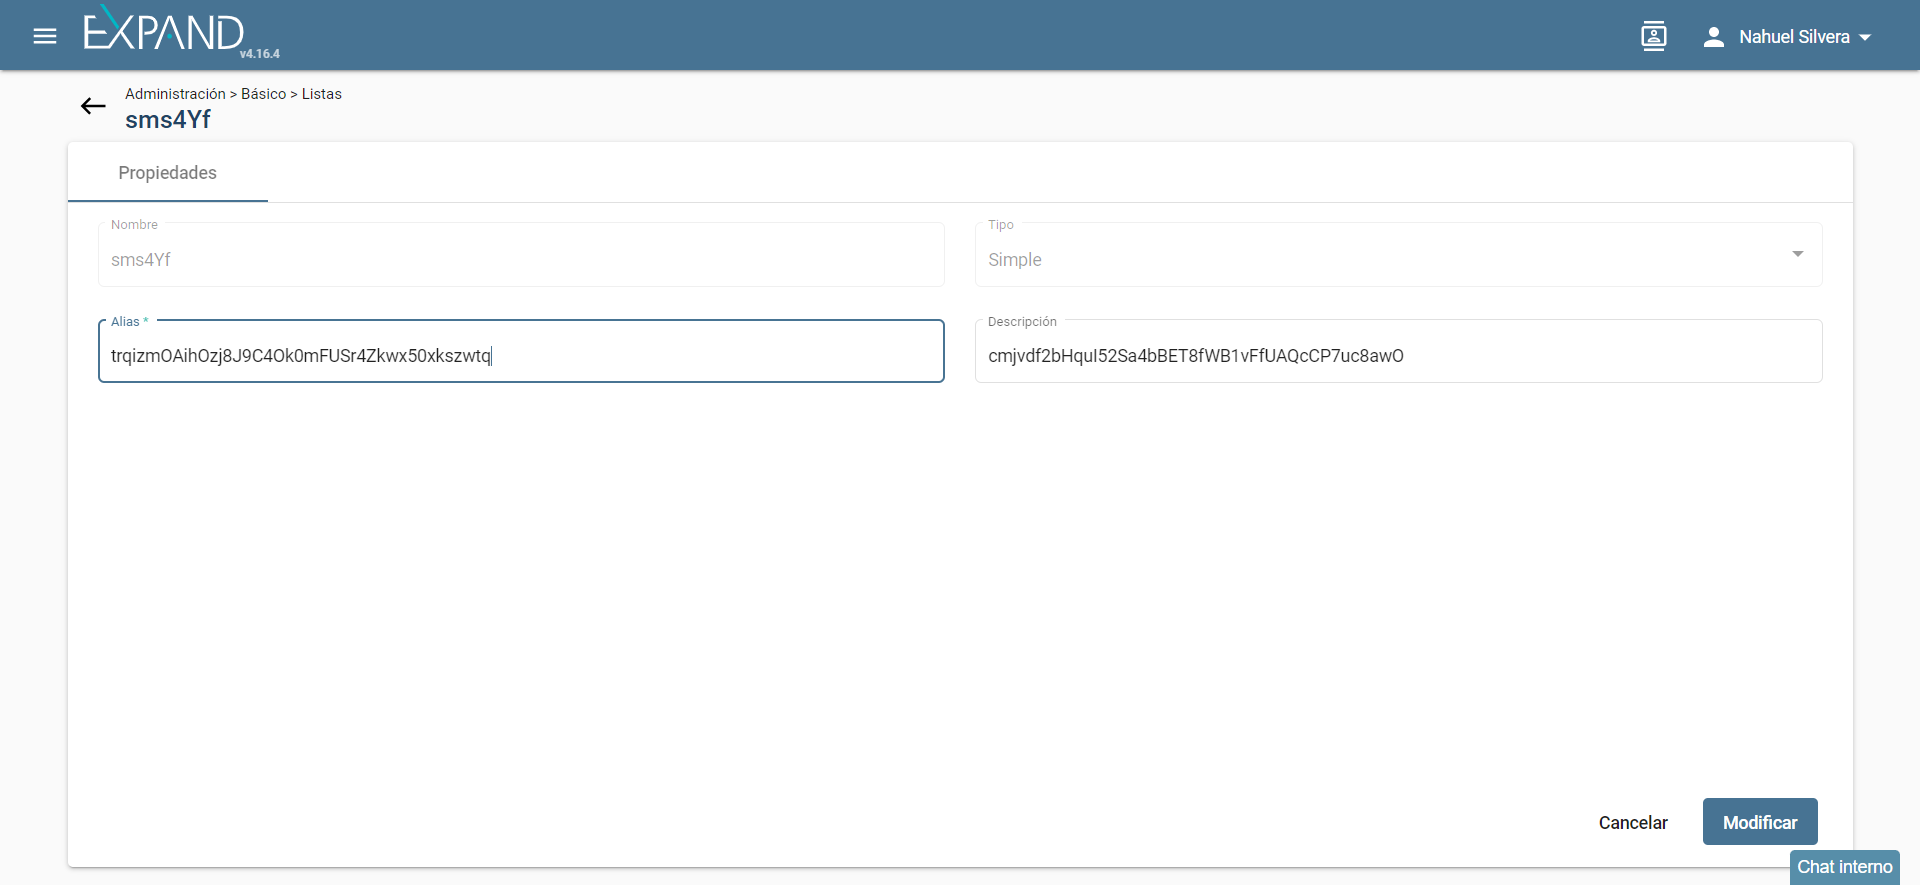 EXPAND
v4.16.4
Nahuel Silvera
Administración > Básico > Listas
sms4Yf
Propiedades
Nombre
sms4Yf
Tipo
Simple
Alias *
trqizmOAihOzj8J9C4Ok0mFUSr4Zkwx50xkszwtq
Descripción
cmjvdf2bHquI52Sa4bBET8fWB1vFfUAQcCP7uc8awO
Cancelar
Modificar
Chat interno